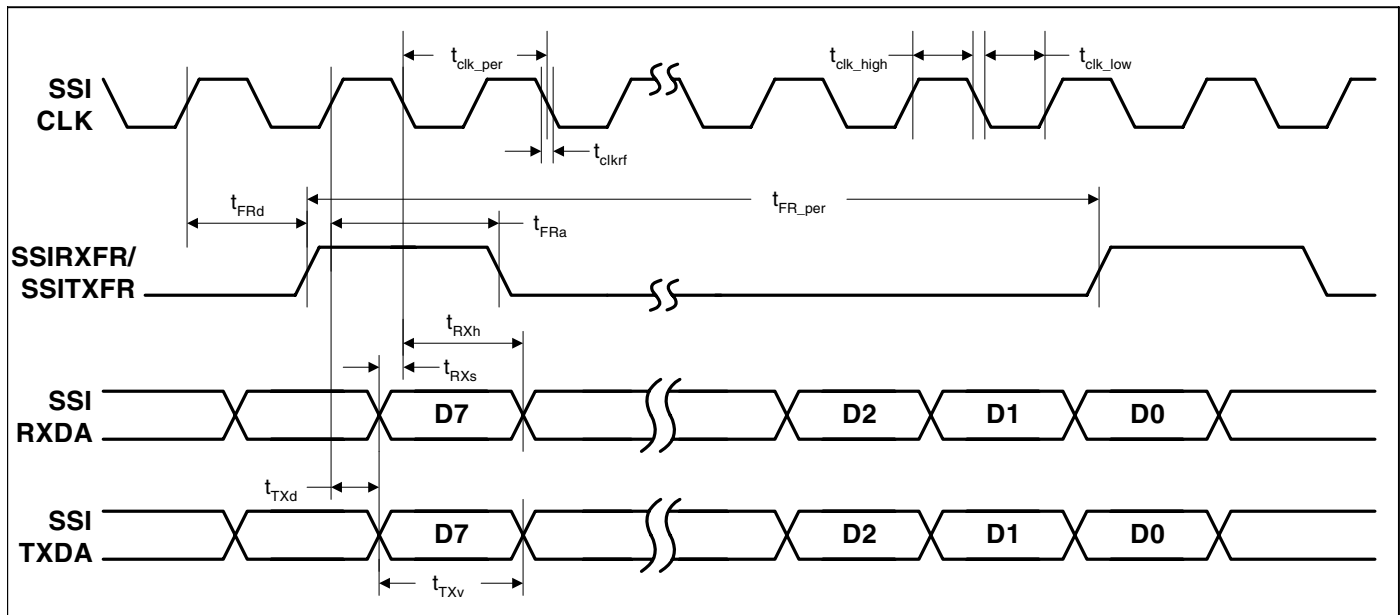 SSI
CLK
t_clk_per
t_clk_high
t_clk_low
t_clkrf
t_FRd
t_FR_per
t_FRa
SSIRXFR/
SSITXFR
t_RXh
t_RXs
SSI
RXDA
D7
D2
D1
D0
t_TXd
SSI
TXDA
D7
D2
D1
D0
t_TXv